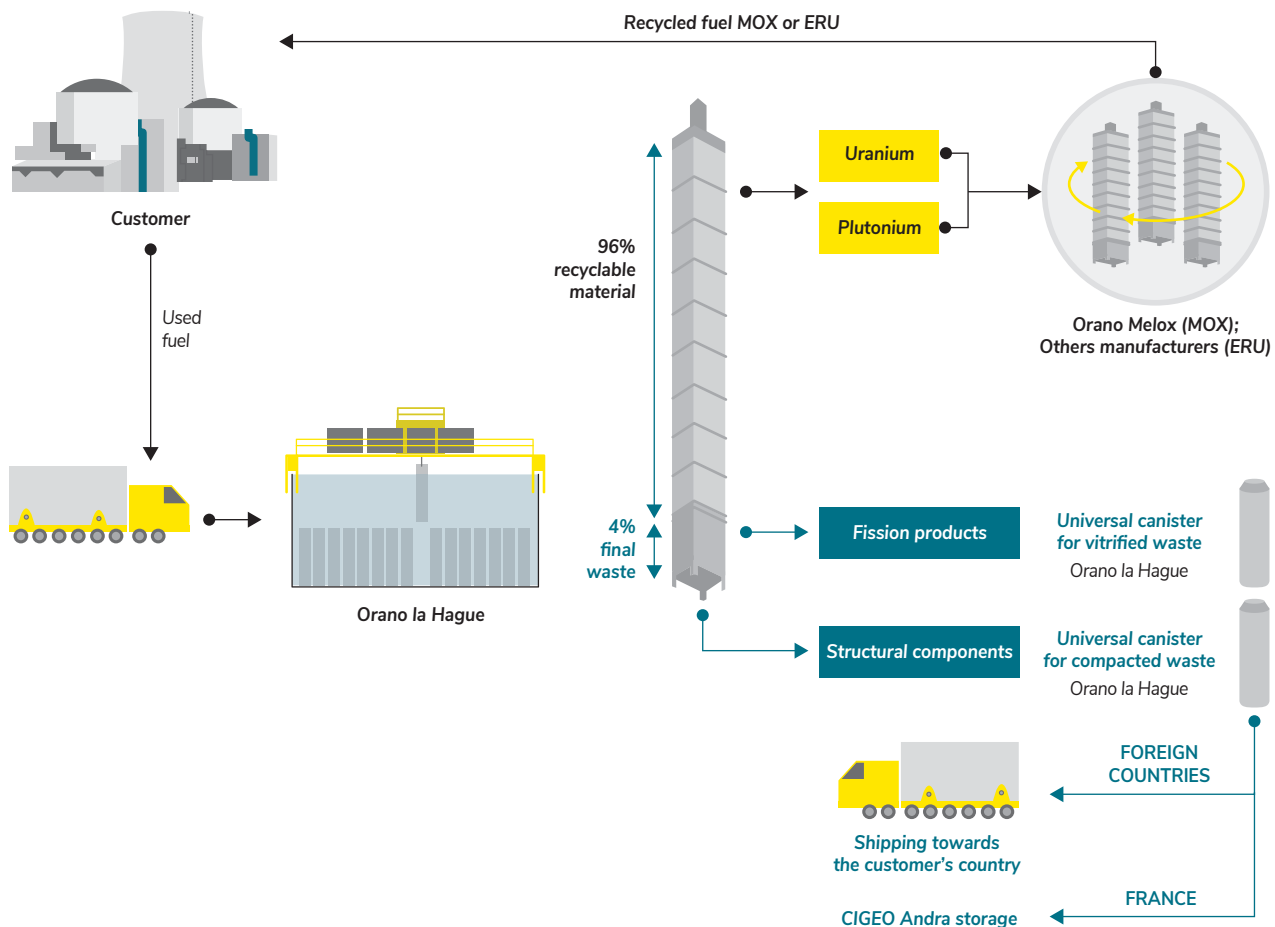 Recycled fuel MOX or ERU
Customer
Used
fuel
Orano la Hague
96%
recyclable
material
4%
final
waste
Uranium
Plutonium
Orano Melox (MOX);
Others manufacturers (ERU)
Fission products
Universal canister
for vitrified waste
Orano la Hague
Structural components
Universal canister
for compacted waste
Orano la Hague
FOREIGN
COUNTRIES
Shipping towards
the customer's country
FRANCE
CIGEO Andra storage